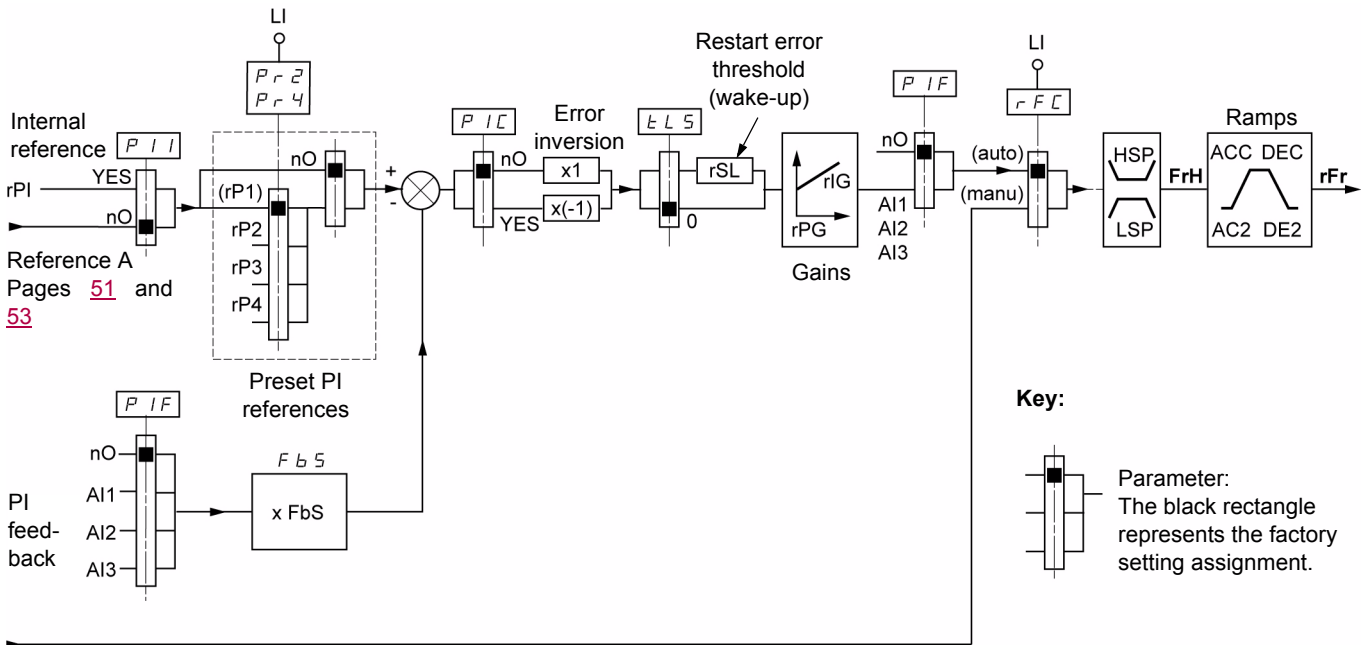 LI
Pr2
Pr4
Internal
reference
PII
rPI
YES
nO
Reference A
Pages 51 and
53
(rP1)
rP2
rP3
rP4
nO
Preset PI
references
+
-
PIC
nO
YES
Error
inversion
x1
x(-1)
tLS
0
Restart error
threshold
(wake-up)
rSL
rIG
rPG
Gains
PIF
nO
AI1
AI2
AI3
LI
rFC
(auto)
(manu)
HSP
LSP
FrH
Ramps
ACC DEC
AC2 DE2
rFr
PIF
nO
AI1
AI2
AI3
PI
feed-
back
FbS
x FbS
Key:
Parameter:
The black rectangle
represents the factory
setting assignment.